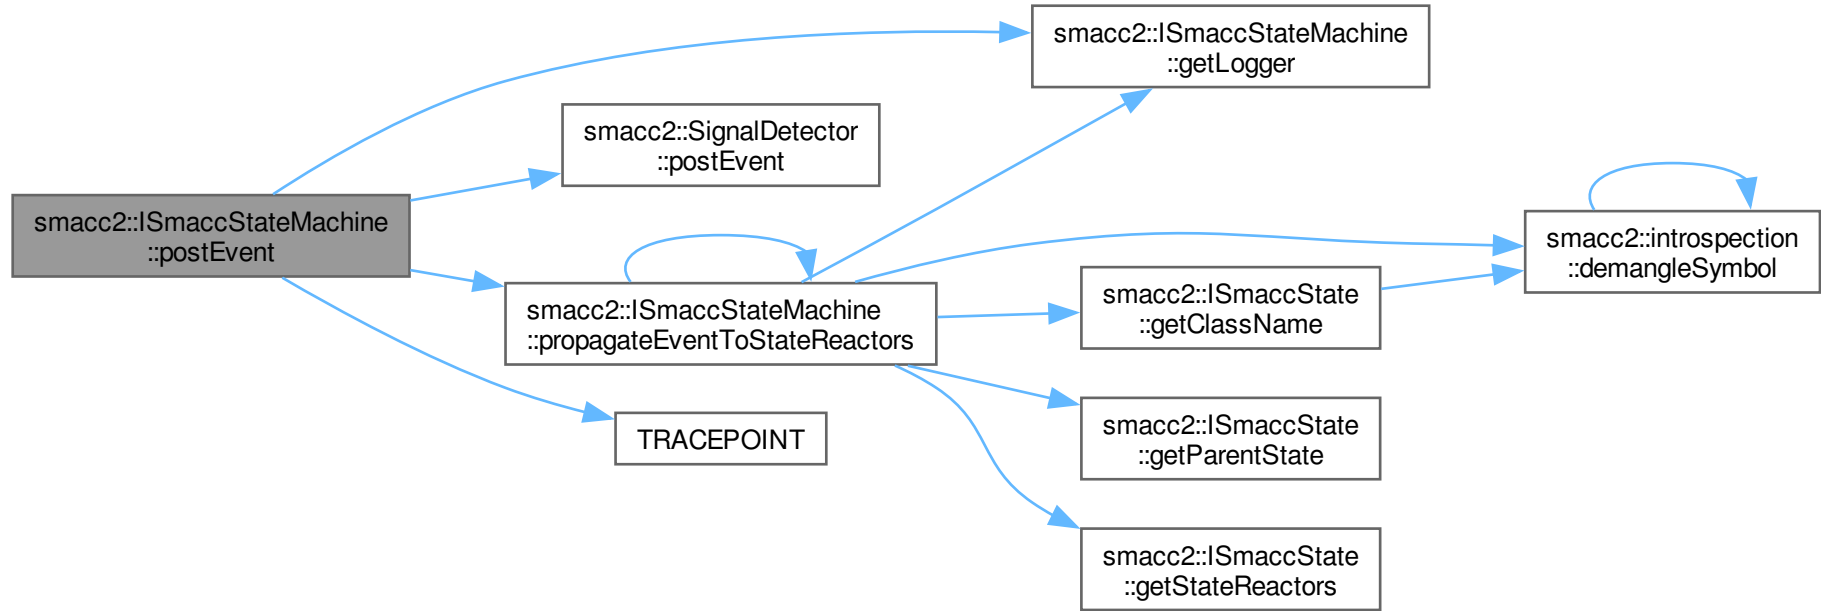 smacc2::ISmaccStateMachine
::postEvent
smacc2::ISmaccStateMachine
::getLogger
smacc2::SignalDetector
::postEvent
smacc2::ISmaccStateMachine
::propagateEventToStateReactors
TRACEPOINT
smacc2::introspection
::demangleSymbol
smacc2::ISmaccState
::getClassName
smacc2::ISmaccState
::getParentState
smacc2::ISmaccState
::getStateReactors